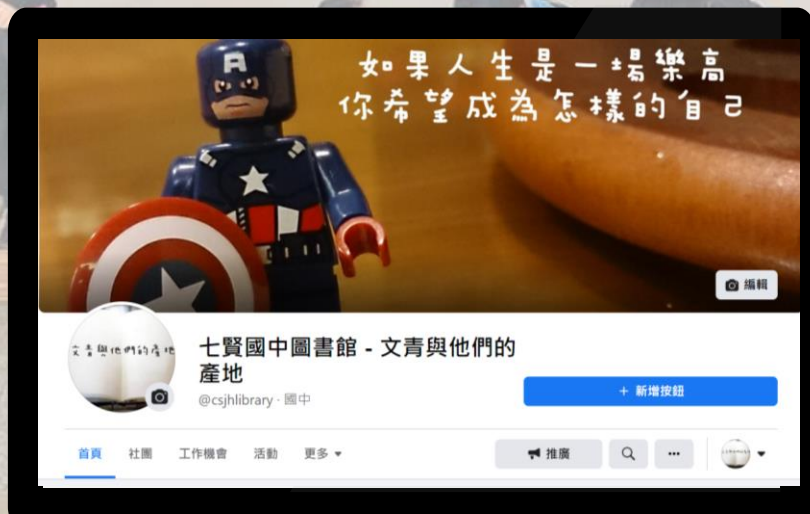 A
如果人生是一場樂高
你希望成為怎樣的自己
編輯
文青與他們的產地
七賢國中圖書館 - 文青與他們的
產地
@csjhlibrary · 國中
+ 新增按鈕
首頁 社團 工作機會 活動 更多
推廣